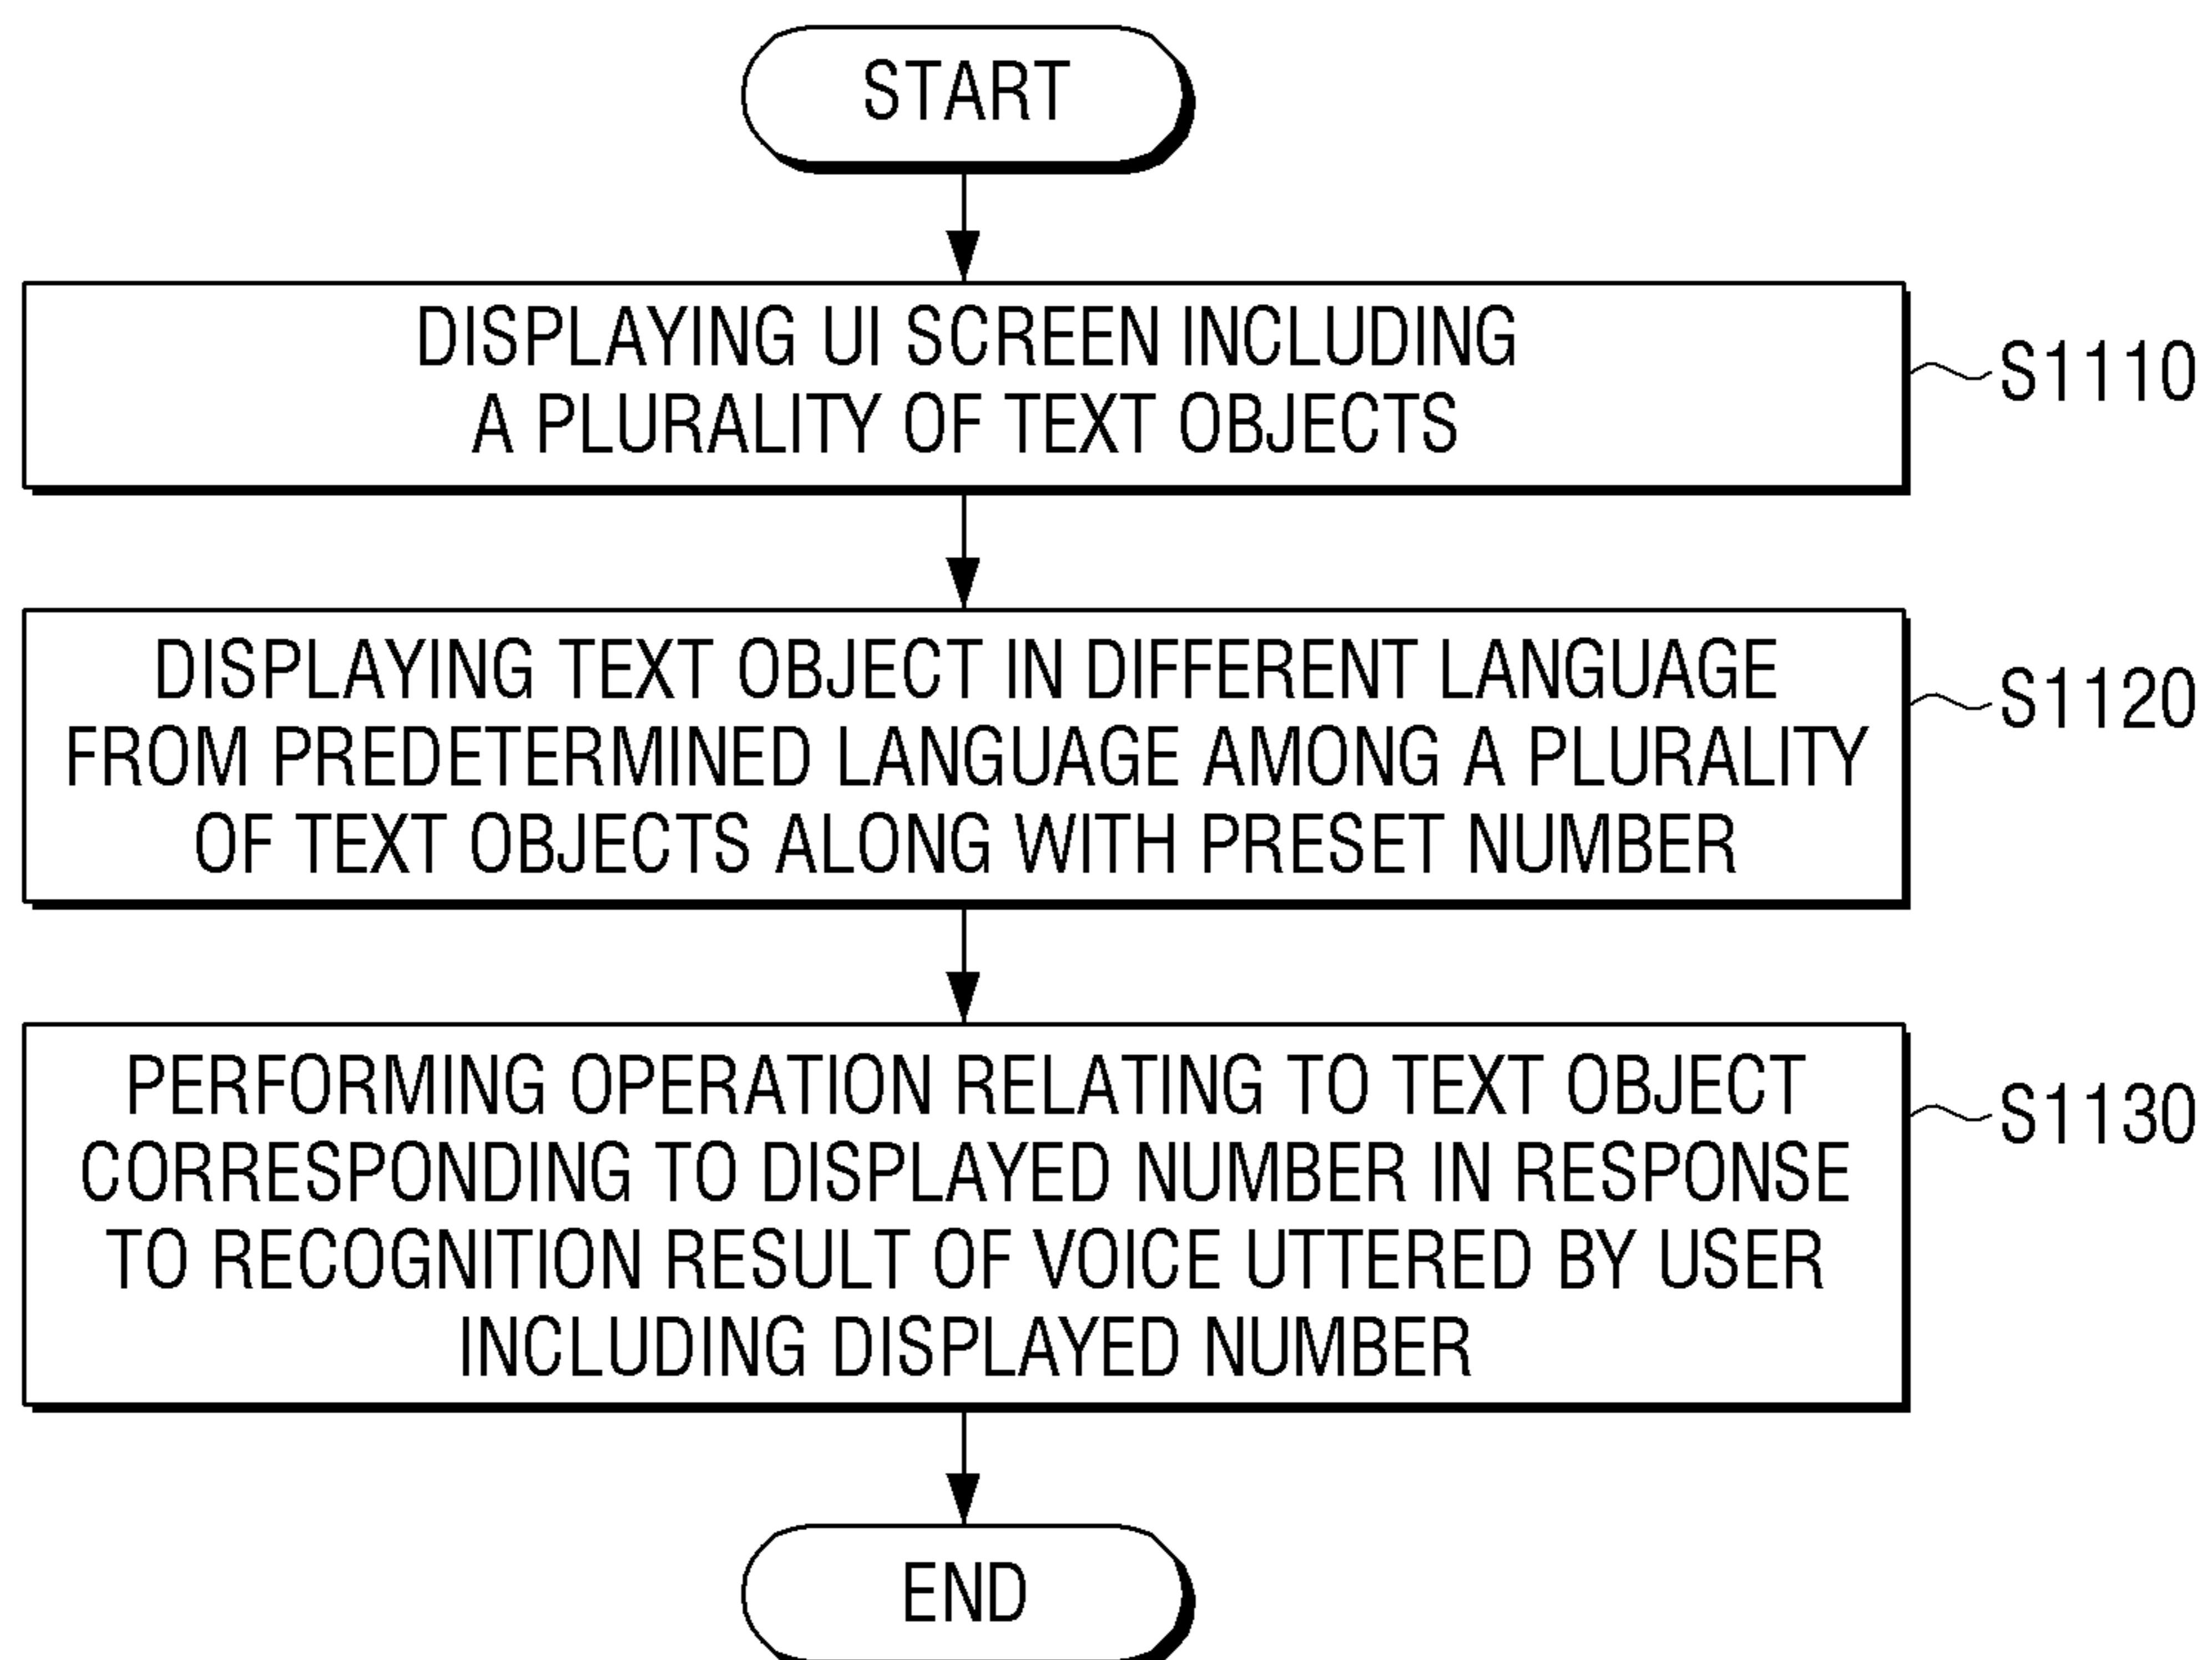 START
DISPLAYING UI SCREEN INCLUDING
A PLURALITY OF TEXT OBJECTS
S1110
DISPLAYING TEXT OBJECT IN DIFFERENT LANGUAGE
FROM PREDETERMINED LANGUAGE AMONG A PLURALITY
OF TEXT OBJECTS ALONG WITH PRESET NUMBER
S1120
PERFORMING OPERATION RELATING TO TEXT OBJECT
CORRESPONDING TO DISPLAYED NUMBER IN RESPONSE
TO RECOGNITION RESULT OF VOICE UTTERED BY USER
INCLUDING DISPLAYED NUMBER
S1130
END